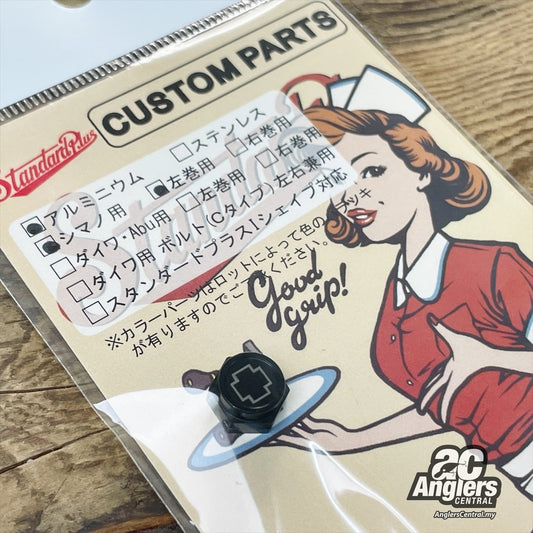 CUSTOM PARTS
Standard Plus
アルミニウム ステンレス
シマノ用 左巻用 右巻用
ダイワ・Abu用 左巻用 右巻用
ダイワ用 ボルト(Cタイプ)左右兼用
スタンダードプラスIシェイプ対応
※カラーパーツはロットによって色の
が有りますのでご ください。
Good
grip!
AC
Anglers
CENTRAL
AnglersCentral.my